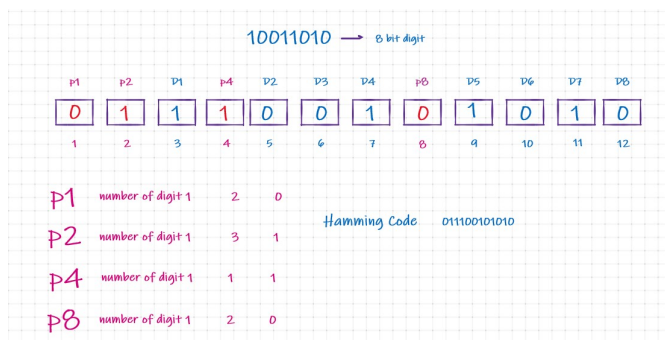 10011010 → 8 bit digit
P1 P2 D1 P4 D2 D3 D4 P8 D5 D6 D7 D8
0 1 1 1 0 0 1 0 1 0 1 0
1 2 3 4 5 6 7 8 9 10 11 12
P1 number of digit 1 2 0
Hamming Code 011100101010
P2 number of digit 1 3 1
P4 number of digit 1 1 1
P8 number of digit 1 2 0